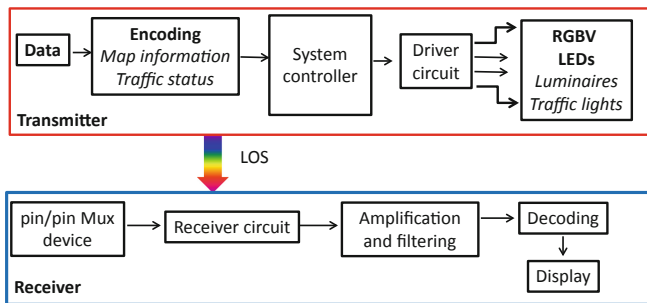 Data
Encoding
Map information
Traffic status
System
controller
Driver
circuit
RGBV
LEDs
Luminaires
Traffic lights
Transmitter
LOS
pin/pin Mux
device
Receiver circuit
Amplification
and filtering
Decoding
Display
Receiver